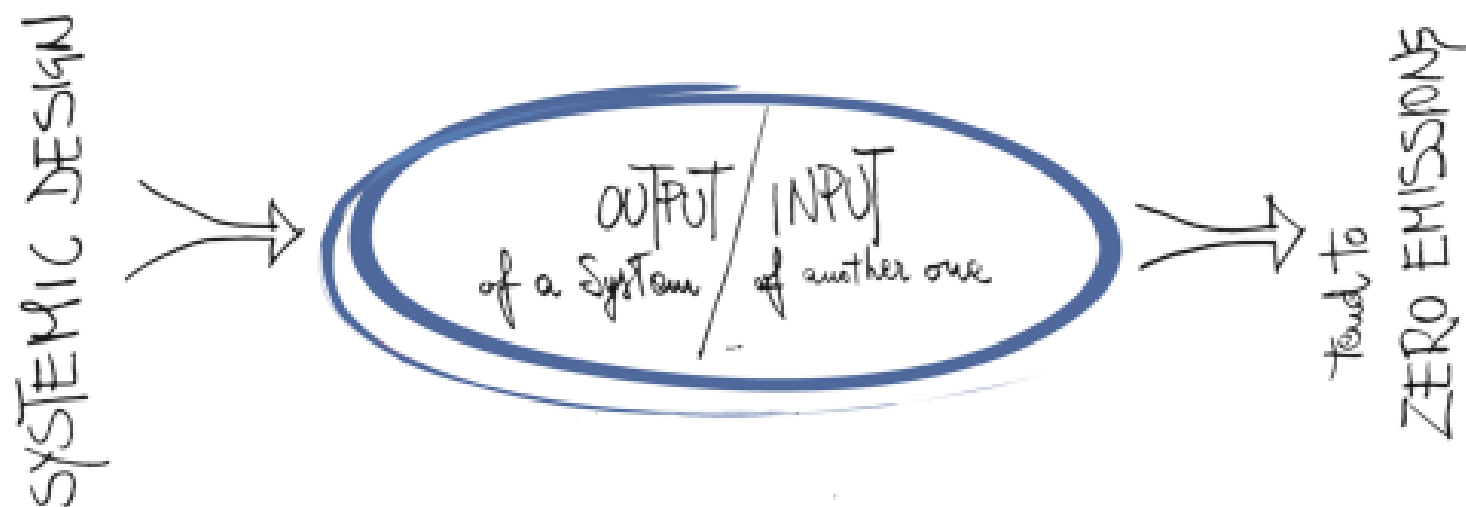 SYSTEMIC DESIGN
OUTPUT / INPUT
of a System / of another one
tend to
ZERO EMISSIONS